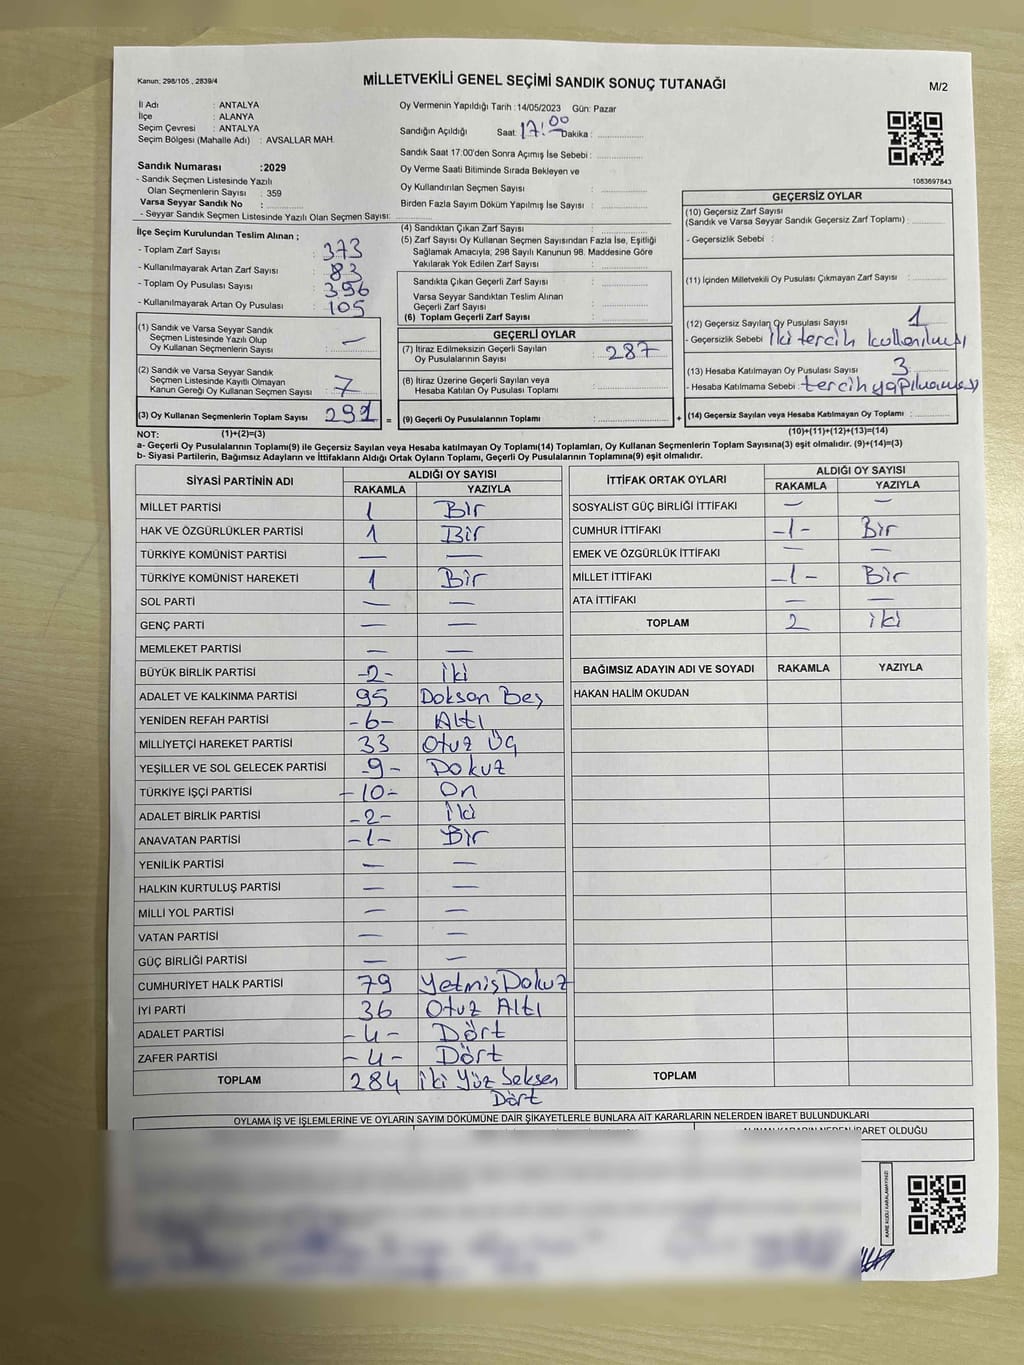 Kanun: 298/105 , 2839/4
MİLLETVEKİLİ GENEL SEÇİMİ SANDIK SONUÇ TUTANAĞI
M/2
İl Adı : ANTALYA
İlçe : ALANYA
Seçim Çevresi : ANTALYA
Seçim Bölgesi (Mahalle Adı) : AVSALLAR MAH.
Sandık Numarası :2029
- Sandık Seçmen Listesinde Yazılı
Olan Seçmenlerin Sayısı : 359
Varsa Seyyar Sandık No :
- Seyyar Sandık Seçmen Listesinde Yazılı Olan Seçmen Sayısı:
Oy Vermenin Yapıldığı Tarih :14/05/2023 Gün: Pazar
Sandığın Açıldığı Saat: 17:00 Dakika :
Sandık Saat 17:00'den Sonra Açımış İse Sebebi :
Oy Verme Saati Bitiminde Sırada Bekleyen ve
Oy Kullandırılan Seçmen Sayısı :
Birden Fazla Sayım Döküm Yapılmış İse Sayısı :
1083697843
İlçe Seçim Kurulundan Teslim Alınan ;
- Toplam Zarf Sayısı : 373
- Kullanılmayarak Artan Zarf Sayısı : 83
- Toplam Oy Pusulası Sayısı : 396
- Kullanılmayarak Artan Oy Pusulası : 105
(1) Sandık ve Varsa Seyyar Sandık
Seçmen Listesinde Yazılı Olup
Oy Kullanan Seçmenlerin Sayısı : —
(2) Sandık ve Varsa Seyyar Sandık
Seçmen Listesinde Kayıtlı Olmayan
Kanun Gereği Oy Kullanan Seçmen Sayısı : 7
(3) Oy Kullanan Seçmenlerin Toplam Sayısı 291 =
(4) Sandıktan Çıkan Zarf Sayısı :
(5) Zarf Sayısı Oy Kullanan Seçmen Sayısından Fazla İse, Eşitliği
Sağlamak Amacıyla, 298 Sayılı Kanunun 98. Maddesine Göre
Yakılarak Yok Edilen Zarf Sayısı :
Sandıkta Çıkan Geçerli Zarf Sayısı :
Varsa Seyyar Sandıktan Teslim Alınan
Geçerli Zarf Sayısı :
(6) Toplam Geçerli Zarf Sayısı :
GEÇERLİ OYLAR
(7) İtiraz Edilmeksizin Geçerli Sayılan
Oy Pusulalarının Sayısı : 287
(8) İtiraz Üzerine Geçerli Sayılan veya
Hesaba Katılan Oy Pusulası Toplamı :
(9) Geçerli Oy Pusulalarının Toplamı : +
GEÇERSİZ OYLAR
(10) Geçersiz Zarf Sayısı
(Sandık ve Varsa Seyyar Sandık Geçersiz Zarf Toplamı) :
- Geçersizlik Sebebi :
(11) İçinden Milletvekili Oy Pusulası Çıkmayan Zarf Sayısı :
(12) Geçersiz Sayılan Oy Pusulası Sayısı : 1
- Geçersizlik Sebebi : iki tercih kullanılması
(13) Hesaba Katılmayan Oy Pusulası Sayısı : 3
- Hesaba Katılmama Sebebi : tercih yapılmaması
(14) Geçersiz Sayılan veya Hesaba Katılmayan Oy Toplamı :
NOT: (1)+(2)=(3) (10)+(11)+(12)+(13)=(14)
a- Geçerli Oy Pusulalarının Toplamı(9) ile Geçersiz Sayılan veya Hesaba katılmayan Oy Toplamı(14) Toplamları, Oy Kullanan Seçmenlerin Toplam Sayısına(3) eşit olmalıdır. (9)+(14)=(3)
b- Siyasi Partilerin, Bağımsız Adayların ve İttifakların Aldığı Ortak Oyların Toplamı, Geçerli Oy Pusulalarının Toplamına(9) eşit olmalıdır.
SİYASİ PARTİNİN ADI ALDIĞI OY SAYISI
RAKAMLA YAZIYLA
MİLLET PARTİSİ 1 Bir
HAK VE ÖZGÜRLÜKLER PARTİSİ 1 Bir
TÜRKİYE KOMÜNİST PARTİSİ — —
TÜRKİYE KOMÜNİST HAREKETİ 1 Bir
SOL PARTİ — —
GENÇ PARTİ — —
MEMLEKET PARTİSİ — —
BÜYÜK BİRLİK PARTİSİ -2- İki
ADALET VE KALKINMA PARTİSİ 95 Doksan Beş
YENİDEN REFAH PARTİSİ -6- Altı
MİLLİYETÇİ HAREKET PARTİSİ 33 Otuz Üç
YEŞİLLER VE SOL GELECEK PARTİSİ -9- Dokuz
TÜRKİYE İŞÇİ PARTİSİ -10- On
ADALET BİRLİK PARTİSİ -2- İki
ANAVATAN PARTİSİ -1- Bir
YENİLİK PARTİSİ — —
HALKIN KURTULUŞ PARTİSİ — —
MİLLİ YOL PARTİSİ — —
VATAN PARTİSİ — —
GÜÇ BİRLİĞİ PARTİSİ — —
CUMHURİYET HALK PARTİSİ 79 Yetmiş Dokuz
İYİ PARTİ 36 Otuz Altı
ADALET PARTİSİ -4- Dört
ZAFER PARTİSİ -4- Dört
TOPLAM 284 İki Yüz Seksen
Dört
İTTİFAK ORTAK OYLARI ALDIĞI OY SAYISI
RAKAMLA YAZIYLA
SOSYALİST GÜÇ BİRLİĞİ İTTİFAKI — —
CUMHUR İTTİFAKI -1- Bir
EMEK VE ÖZGÜRLÜK İTTİFAKI — —
MİLLET İTTİFAKI -1- Bir
ATA İTTİFAKI — —
TOPLAM 2 iki
BAĞIMSIZ ADAYIN ADI VE SOYADI RAKAMLA YAZIYLA
HAKAN HALİM OKUDAN
TOPLAM
OYLAMA İŞ VE İŞLEMLERİNE VE OYLARIN SAYIM DÖKÜMÜNE DAİR ŞİKAYETLERLE BUNLARA AİT KARARLARIN NELERDEN İBARET BULUNDUKLARI
ALINAN KARARIN NEDEN İBARET OLDUĞU
KARE KODU KARALAMAYINIZ!